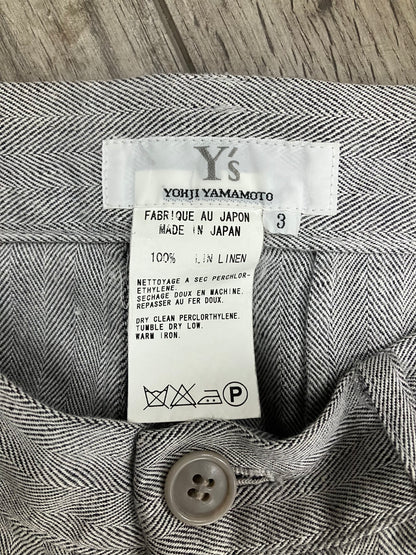 Y's
YOHJI YAMAMOTO
FABRIQUE AU JAPON
MADE IN JAPAN
3
100% LIN LINEN
NETTOYAGE A SEC PERCHLOR-
ETHYLENE.
SECHAGE DOUX EN MACHINE.
REPASSER AU FER DOUX.
DRY CLEAN PERCLORTHYLENE.
TUMBLE DRY LOW.
WARM IRON.
P